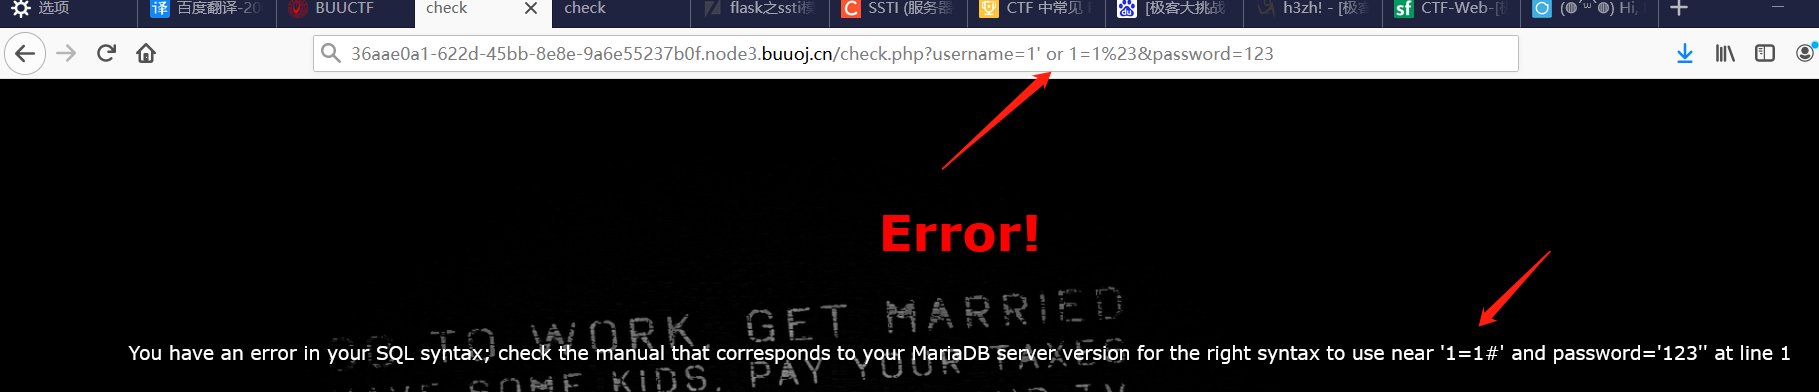 选项
译 百度翻译-20
BUUCTF
check
check
flask之ssti模
C SSTI (服务器
CTF 中常见
du [极客大挑战
h3zh! - [极客
sf CTF-Web-[
Hi,
36aae0a1-622d-45bb-8e8e-9a6e55237b0f.node3.buuoj.cn/check.php?username=1' or 1=1%23&password=123
Error!
GO TO WORK, GET MARRIED
You have an error in your SQL syntax; check the manual that corresponds to your MariaDB server version for the right syntax to use near '1=1#' and password='123'' at line 1
HAVE SOME KIDS, PAY YOUR TAXES